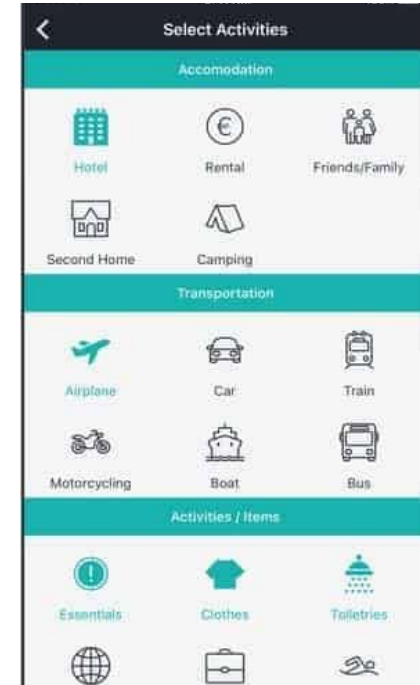 Select Activities
Accomodation
Hotel
Rental
Friends/Family
Second Home
Camping
Transportation
Airplane
Car
Train
Motorcycling
Boat
Bus
Activities / Items
Essentials
Clothes
Toiletries